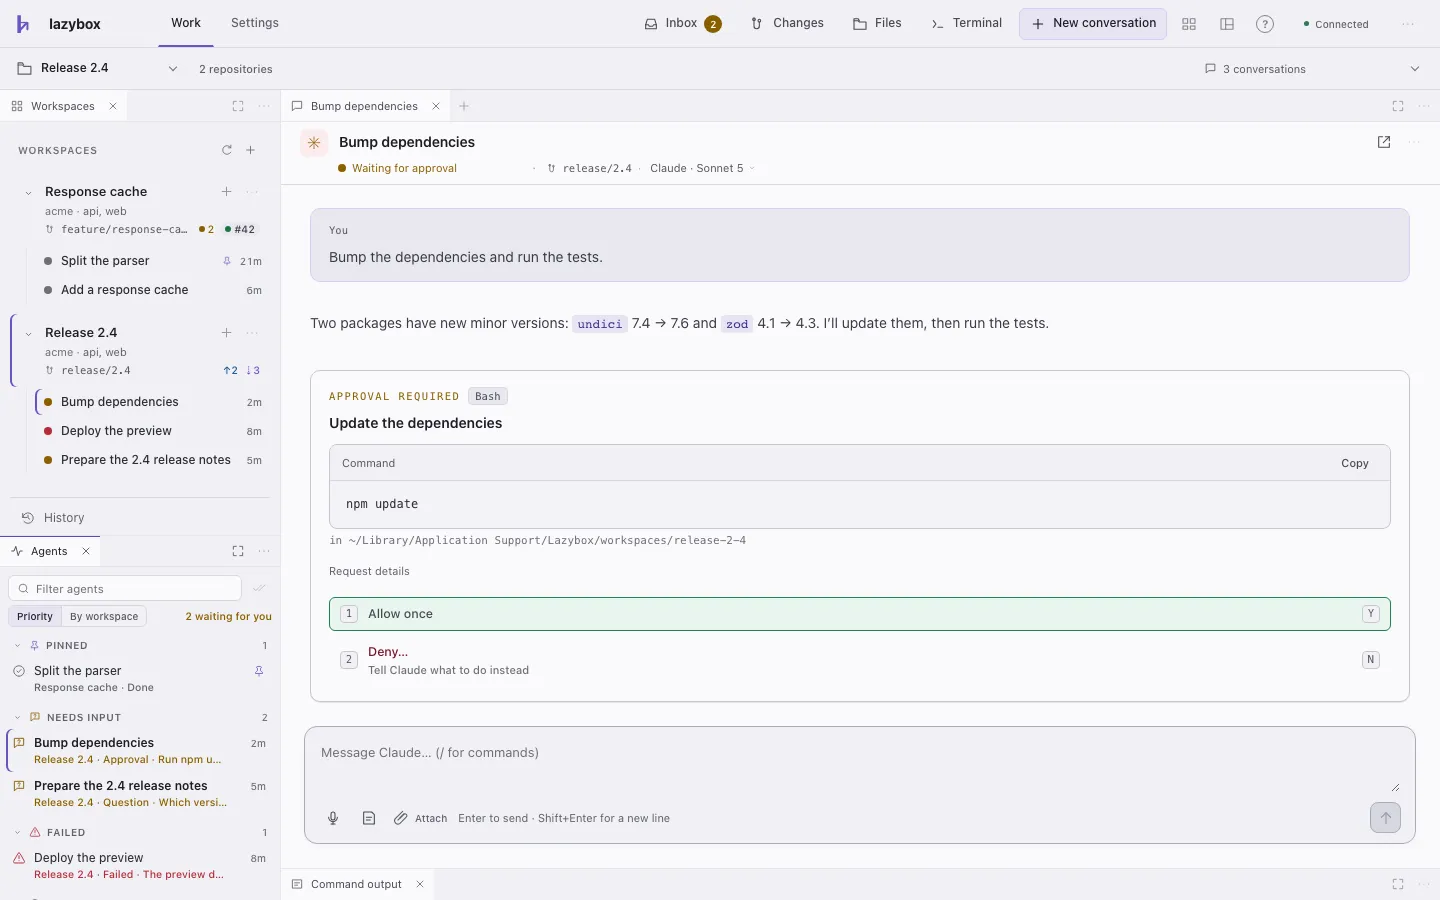 lazybox
Work
Settings
Inbox 2
Changes
Files
Terminal
New conversation
Connected
Release 2.4
2 repositories
3 conversations
Workspaces
Bump dependencies
WORKSPACES
Response cache
acme · api, web
feature/response-ca… 2 #42
Split the parser 21m
Add a response cache 6m
Release 2.4
acme · api, web
release/2.4 ↑2 ↓3
Bump dependencies 2m
Deploy the preview 8m
Prepare the 2.4 release notes 5m
History
Agents
Filter agents
Priority By workspace 2 waiting for you
PINNED 1
Split the parser
Response cache · Done
NEEDS INPUT 2
Bump dependencies 2m
Release 2.4 · Approval · Run npm u…
Prepare the 2.4 release notes 5m
Release 2.4 · Question · Which versi…
FAILED 1
Deploy the preview 8m
Release 2.4 · Failed · The preview d…
Bump dependencies
Waiting for approval · release/2.4 · Claude · Sonnet 5
You
Bump the dependencies and run the tests.
Two packages have new minor versions: undici 7.4 → 7.6 and zod 4.1 → 4.3. I’ll update them, then run the tests.
APPROVAL REQUIRED Bash
Update the dependencies
Command Copy
npm update
in ~/Library/Application Support/Lazybox/workspaces/release-2-4
Request details
1 Allow once Y
2 Deny… N
Tell Claude what to do instead
Message Claude… (/ for commands)
Attach Enter to send · Shift+Enter for a new line
Command output